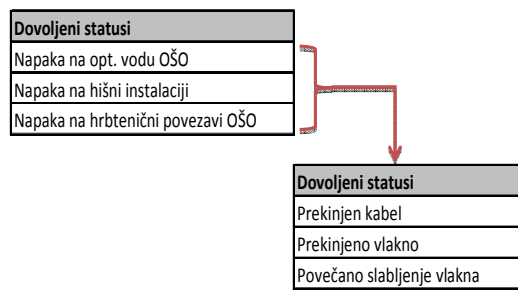 Dovoljeni statusi
Napaka na opt. vodu OŠO
Napaka na hišni instalaciji
Napaka na hrbtenični povezavi OŠO
Dovoljeni statusi
Prekinjen kabel
Prekinjeno vlakno
Povečano slabljenje vlakna